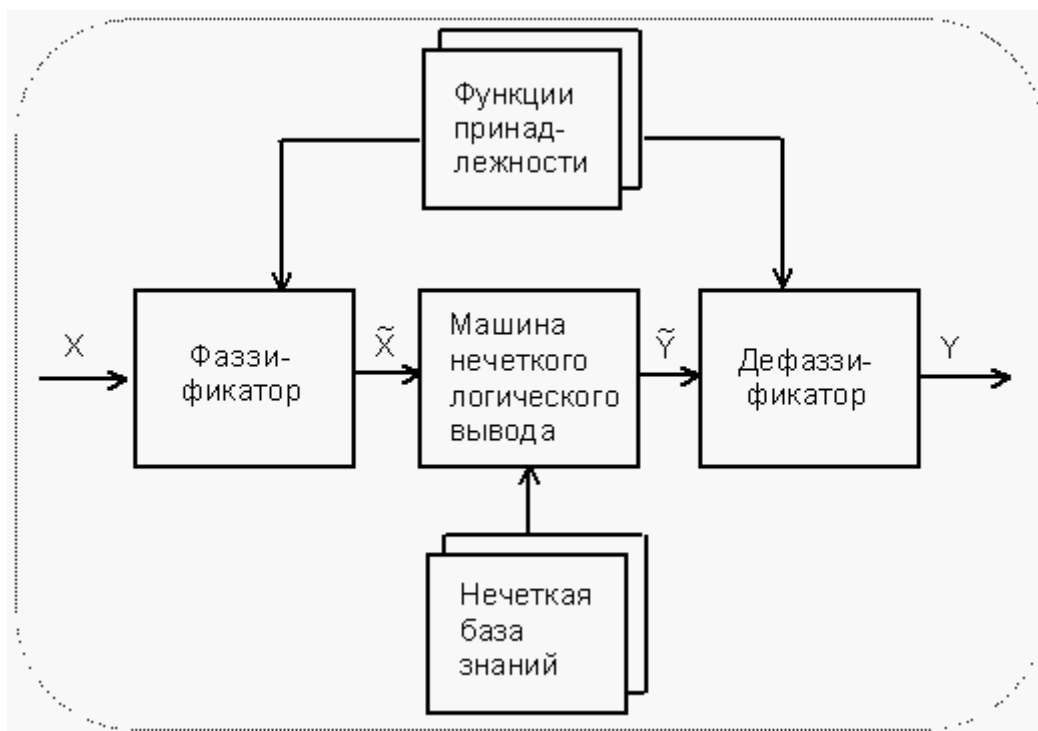 Функции
принад-
лежности
X
Фаззи-
фикатор
X̃
Машина
нечеткого
логического
вывода
Ỹ
Дефаззи-
фикатор
Y
Нечеткая
база
знаний